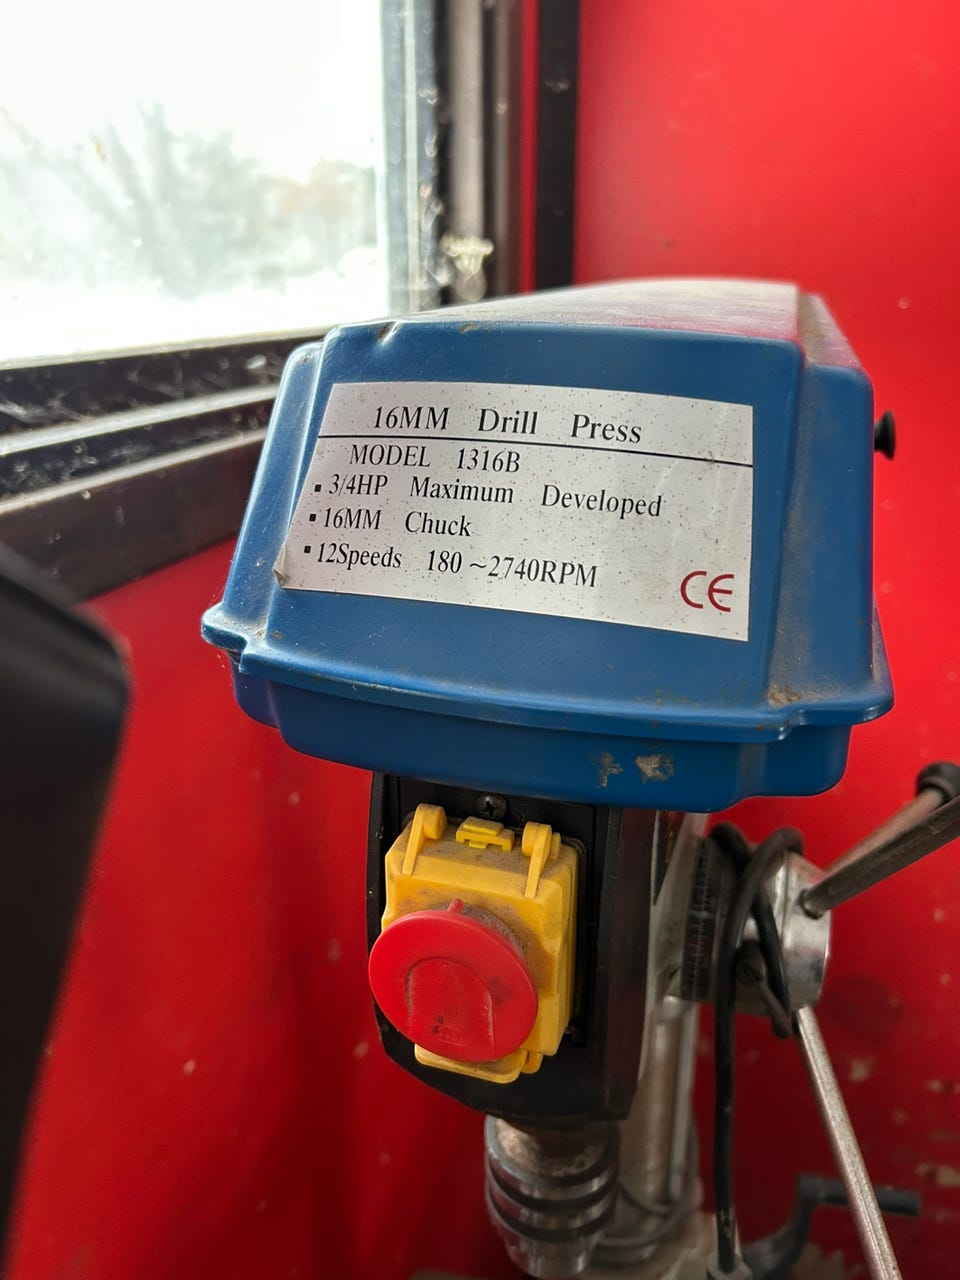 16MM Drill Press
MODEL 1316B
▪ 3/4HP Maximum Developed
▪ 16MM Chuck
▪ 12Speeds 180 ~2740RPM
CE